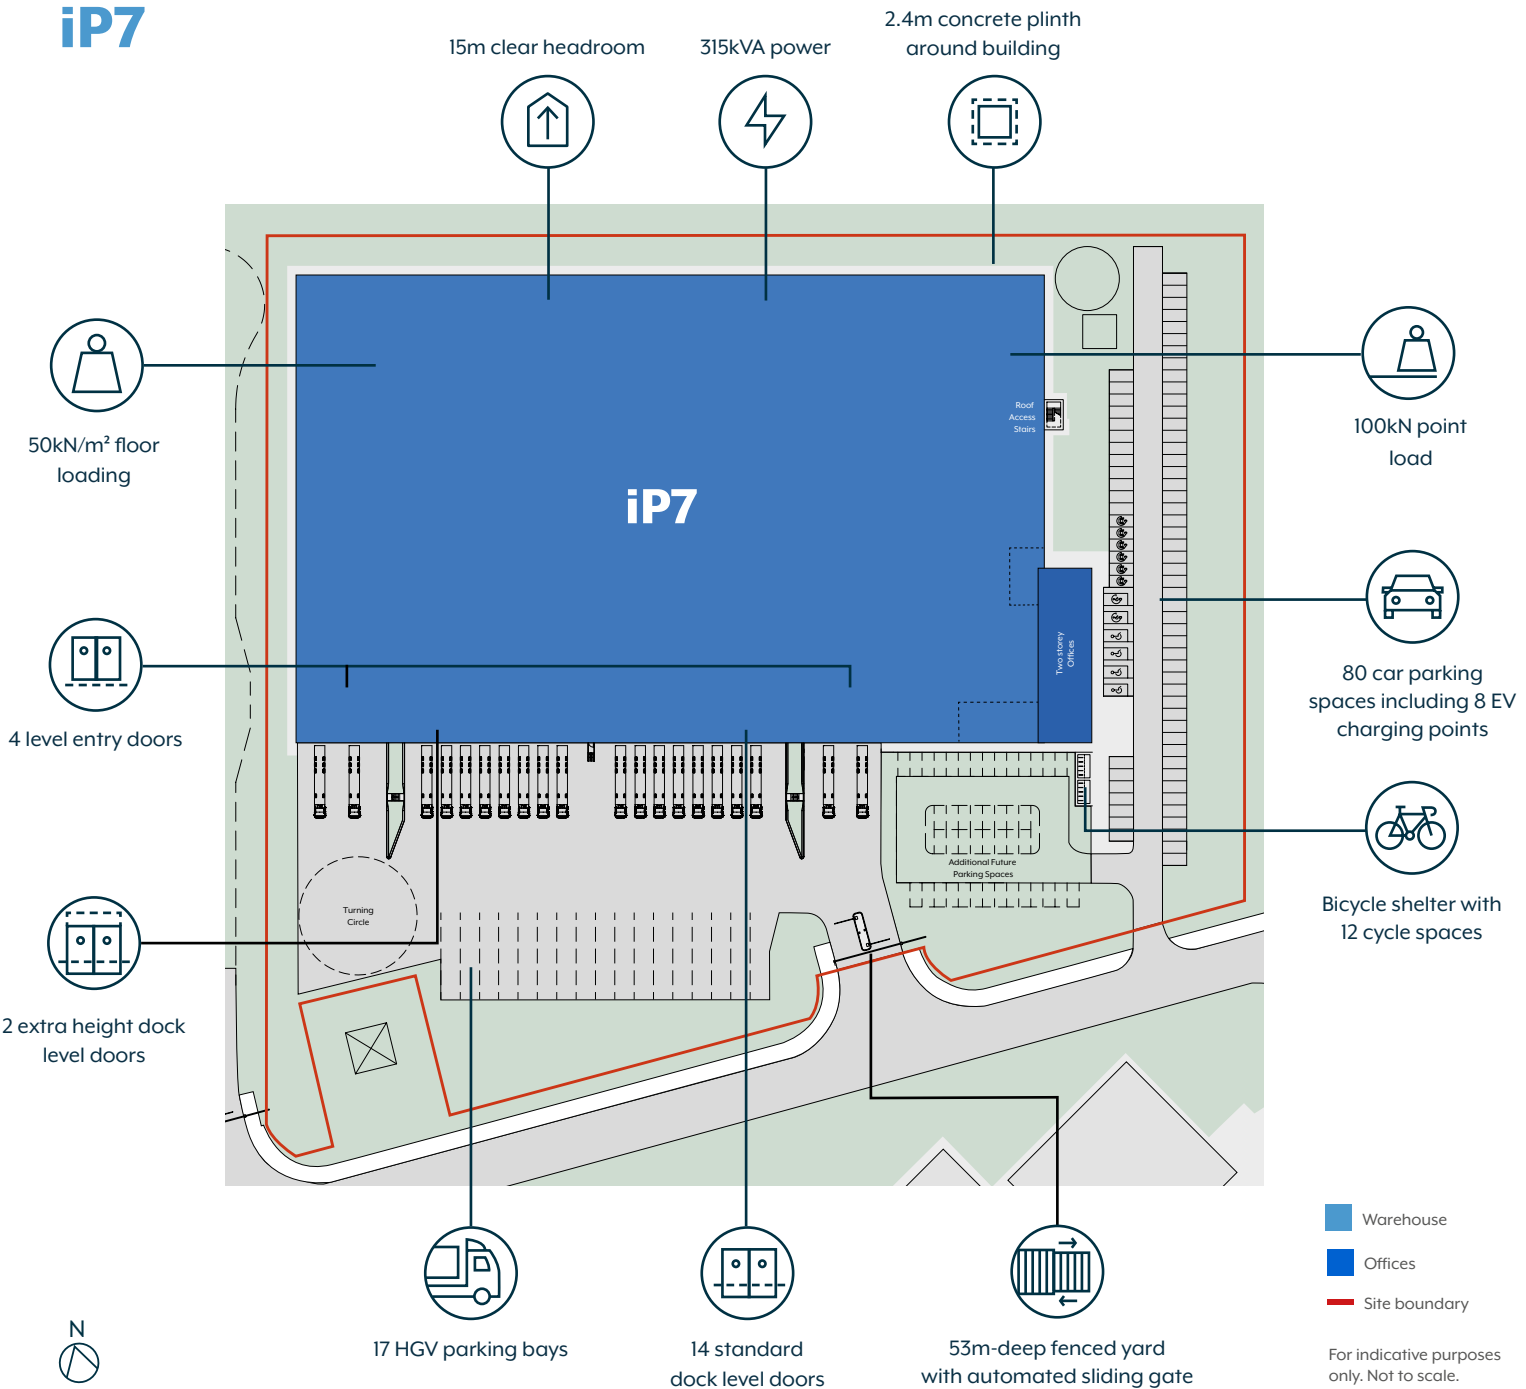 iP7
15m clear headroom
315kVA power
2.4m concrete plinth
around building
50kN/m² floor
loading
100kN point
load
Roof
Access
Stairs
iP7
Two storey
Offices
4 level entry doors
80 car parking
spaces including 8 EV
charging points
Additional Future
Parking Spaces
Turning
Circle
Bicycle shelter with
12 cycle spaces
2 extra height dock
level doors
17 HGV parking bays
14 standard
dock level doors
53m-deep fenced yard
with automated sliding gate
Warehouse
Offices
Site boundary
For indicative purposes
only. Not to scale.
N